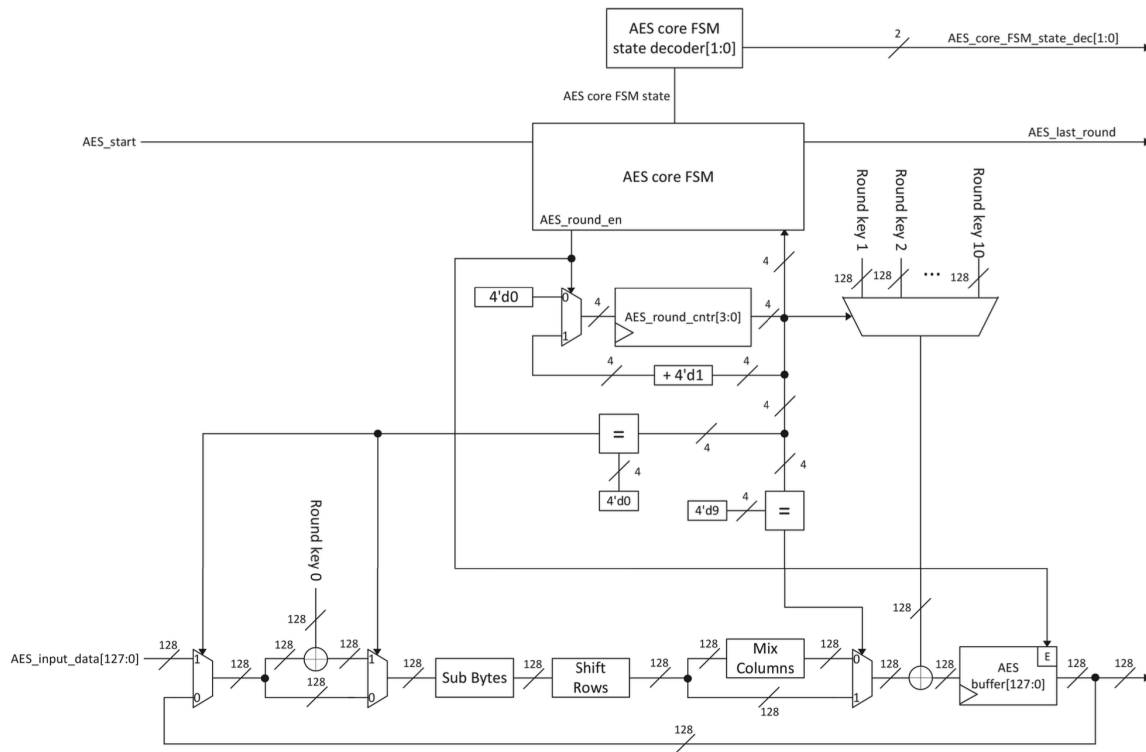 AES core FSM
state decoder[1:0]
2
AES_core_FSM_state_dec[1:0]
AES core FSM state
AES_start
AES core FSM
AES_last_round
AES_round_en
Round key 1
Round key 2
Round key 10
4
128
128
...
128
4'd0
0
1
4
AES_round_cntr[3:0]
4
4
+ 4'd1
4
4
=
4
4
4
4'd0
4'd9
4
=
Round key 0
128
128
AES_input_data[127:0]
128
1
0
128
128
128
128
1
0
128
Sub Bytes
128
Shift
Rows
128
128
Mix
Columns
128
128
0
1
128
128
E
AES
buffer[127:0]
128
128
128